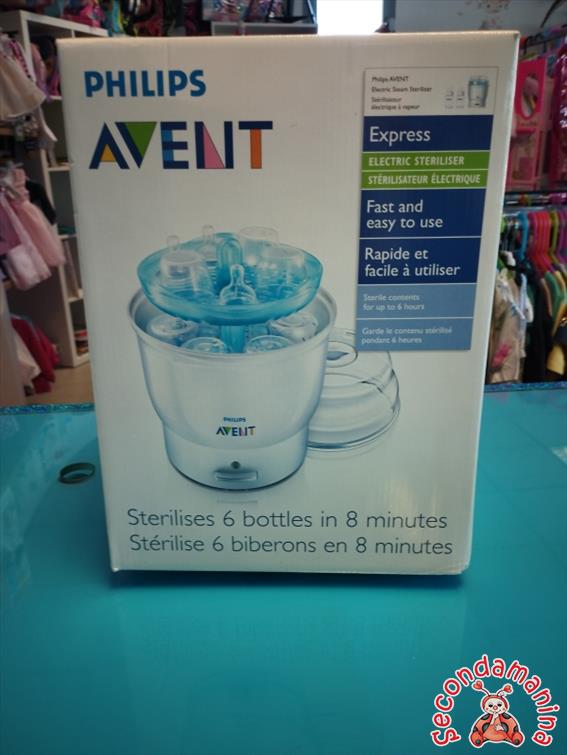 PHILIPS
AVENT
Philips AVENT
Electric Steam Steriliser
Stérilisateur
électrique à vapeur
Express
ELECTRIC STERILISER
STÉRILISATEUR ÉLECTRIQUE
Fast and
easy to use
Rapide et
facile à utiliser
Sterile contents
for up to 6 hours
Garde le contenu stérilisé
pendant 6 heures
PHILIPS
AVENT
Sterilises 6 bottles in 8 minutes
Stérilise 6 biberons en 8 minutes
Secondamanina